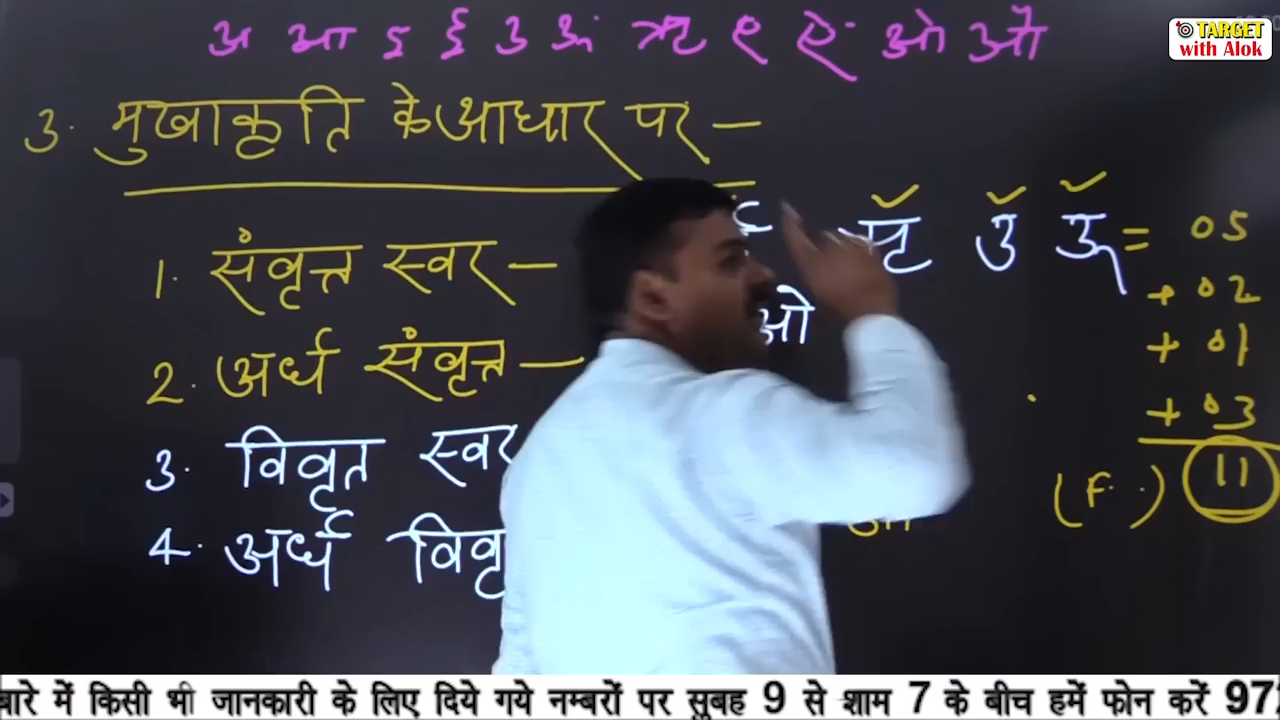 अ आ इ ई उ ऊ ऋ ए ऐ ओ औ
TARGET
with Alok
3. मुखाकृति के आधार पर –
1. संवृत्त स्वर – ऋ उ ऊ = 05
+ 02
2. अर्ध संवृत्त – ओ + 01
+ 03
3. विवृत स्वर
(F..) 11
4. अर्ध विवृ
बारे में किसी भी जानकारी के लिए दिये गये नम्बरों पर सुबह 9 से शाम 7 के बीच हमें फोन करें 972